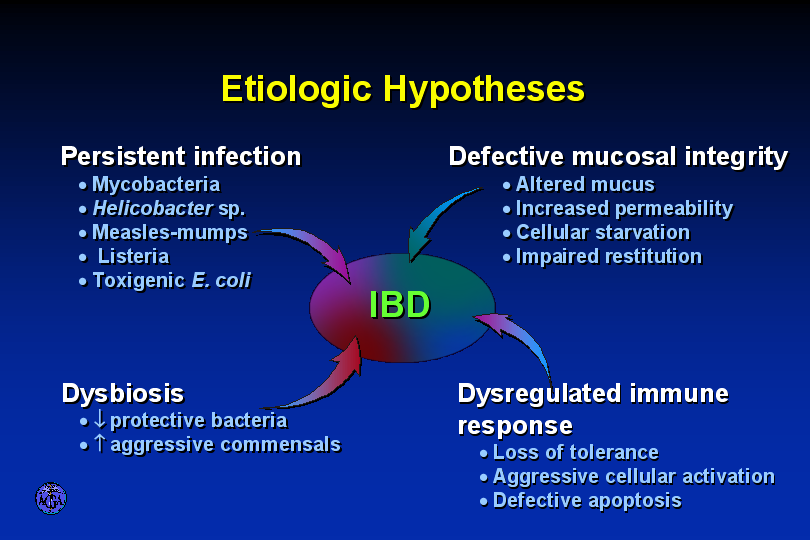 Etiologic Hypotheses
Persistent infection
• Mycobacteria
• Helicobacter sp.
• Measles-mumps
• Listeria
• Toxigenic E. coli
Defective mucosal integrity
• Altered mucus
• Increased permeability
• Cellular starvation
• Impaired restitution
IBD
Dysbiosis
• ↓ protective bacteria
• ↑ aggressive commensals
Dysregulated immune
response
• Loss of tolerance
• Aggressive cellular activation
• Defective apoptosis